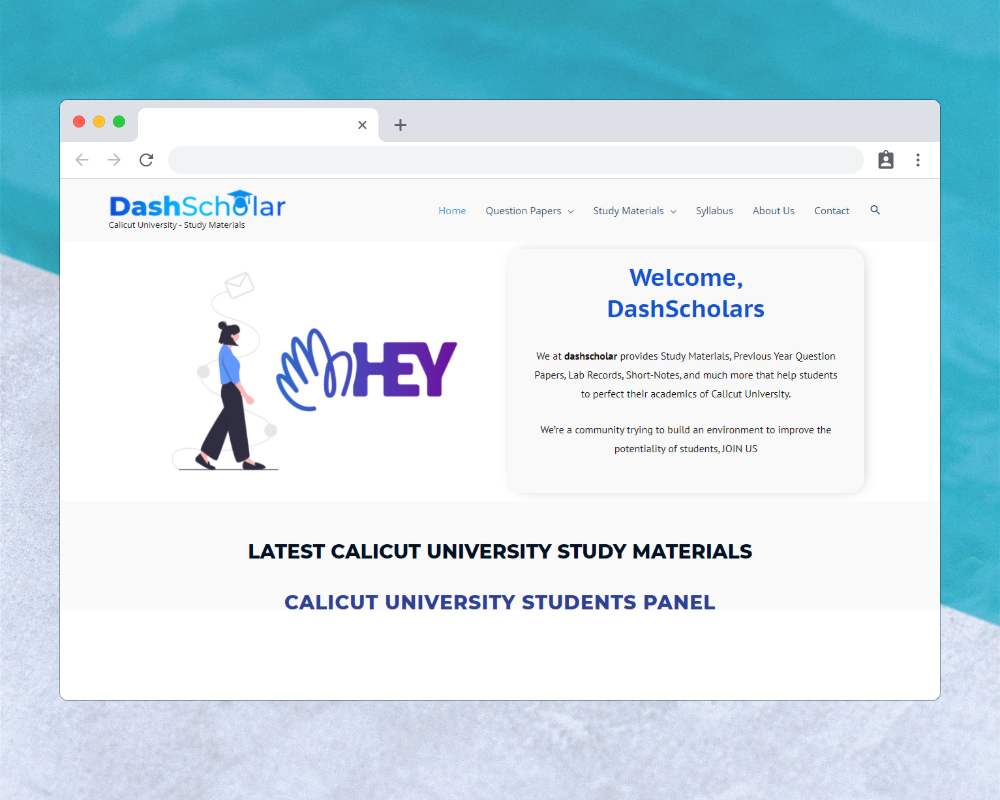 DashScholar
Calicut University - Study Materials
Home Question Papers Study Materials Syllabus About Us Contact
HEY
Welcome,
DashScholars
We at dashscholar provides Study Materials, Previous Year Question
Papers, Lab Records, Short-Notes, and much more that help students
to perfect their academics of Calicut University.
We're a community trying to build an environment to improve the
potentiality of students, JOIN US
LATEST CALICUT UNIVERSITY STUDY MATERIALS
CALICUT UNIVERSITY STUDENTS PANEL